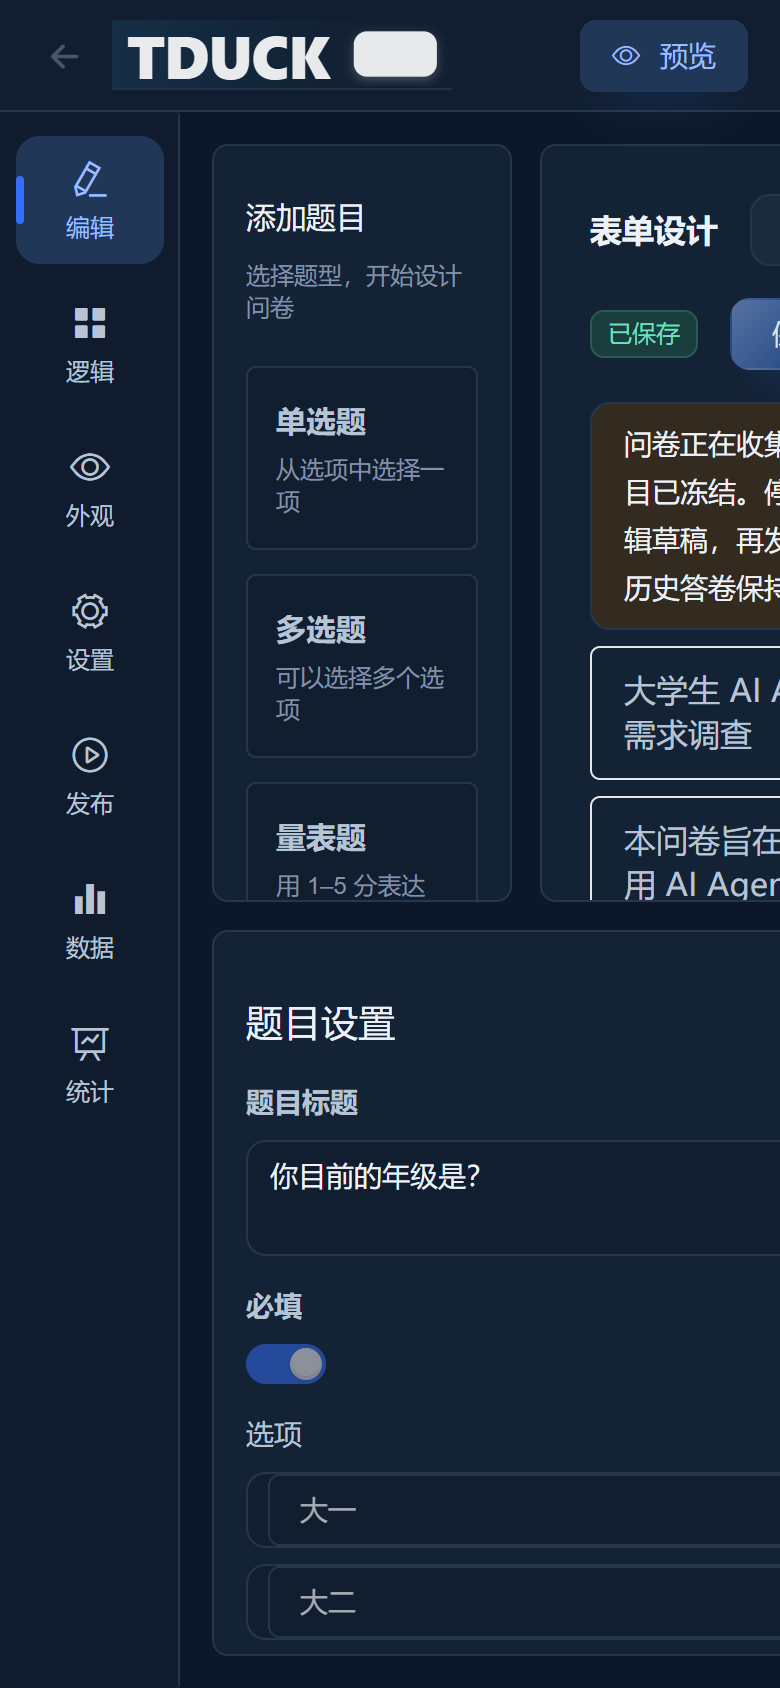 TDUCK
预览
编辑
逻辑
外观
设置
发布
数据
统计
添加题目
选择题型，开始设计
问卷
单选题
从选项中选择一
项
多选题
可以选择多个选
项
量表题
用 1–5 分表达
表单设计
已保存
问卷正在收集
目已冻结。停
辑草稿，再发
历史答卷保持
大学生 AI A
需求调查
本问卷旨在
用 AI Agen
题目设置
题目标题
你目前的年级是？
必填
选项
大一
大二